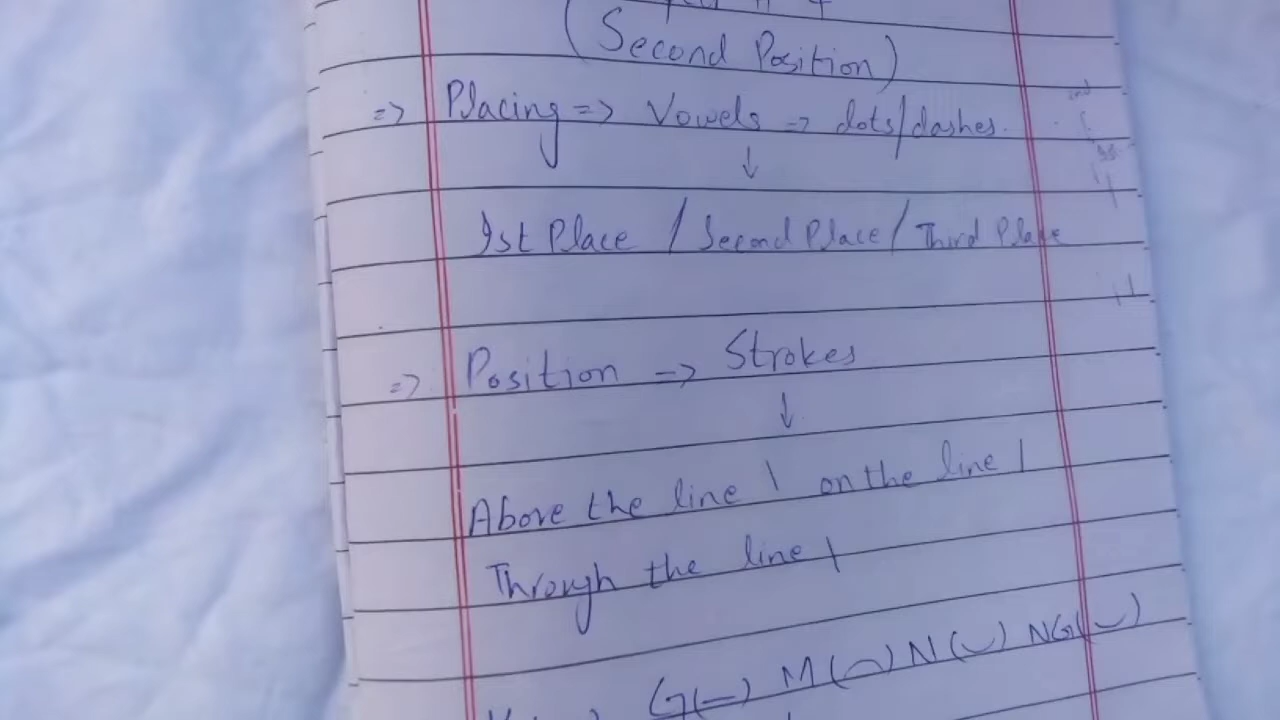 (Second Position)
=> Placing => Vowels => dots/dashes.
↓
1st Place / Second Place / Third Place
=> Position => Strokes
↓
Above the line \ on the line |
Through the line \
G(—) M(⌒) N(‿) NG(‿)